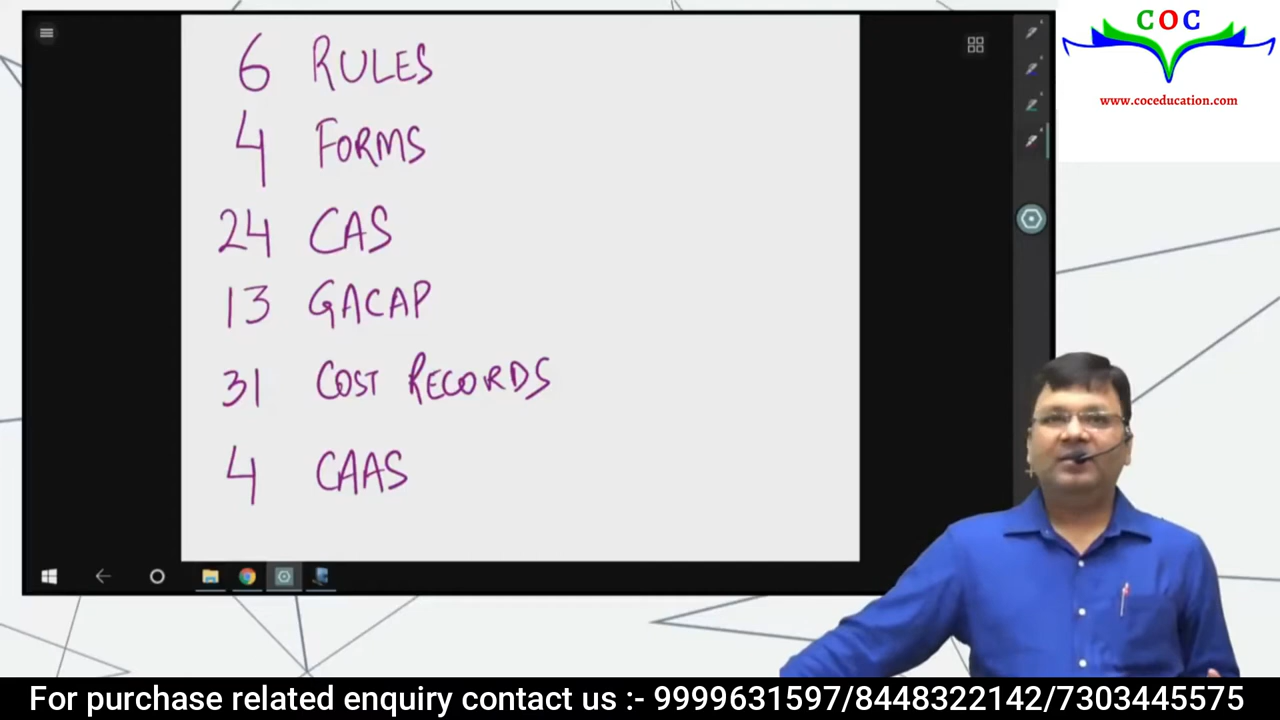 COC
www.coceducation.com
6 RULES
4 FORMS
24 CAS
13 GACAP
31 COST RECORDS
4 CAAS
For purchase related enquiry contact us :- 9999631597/8448322142/7303445575